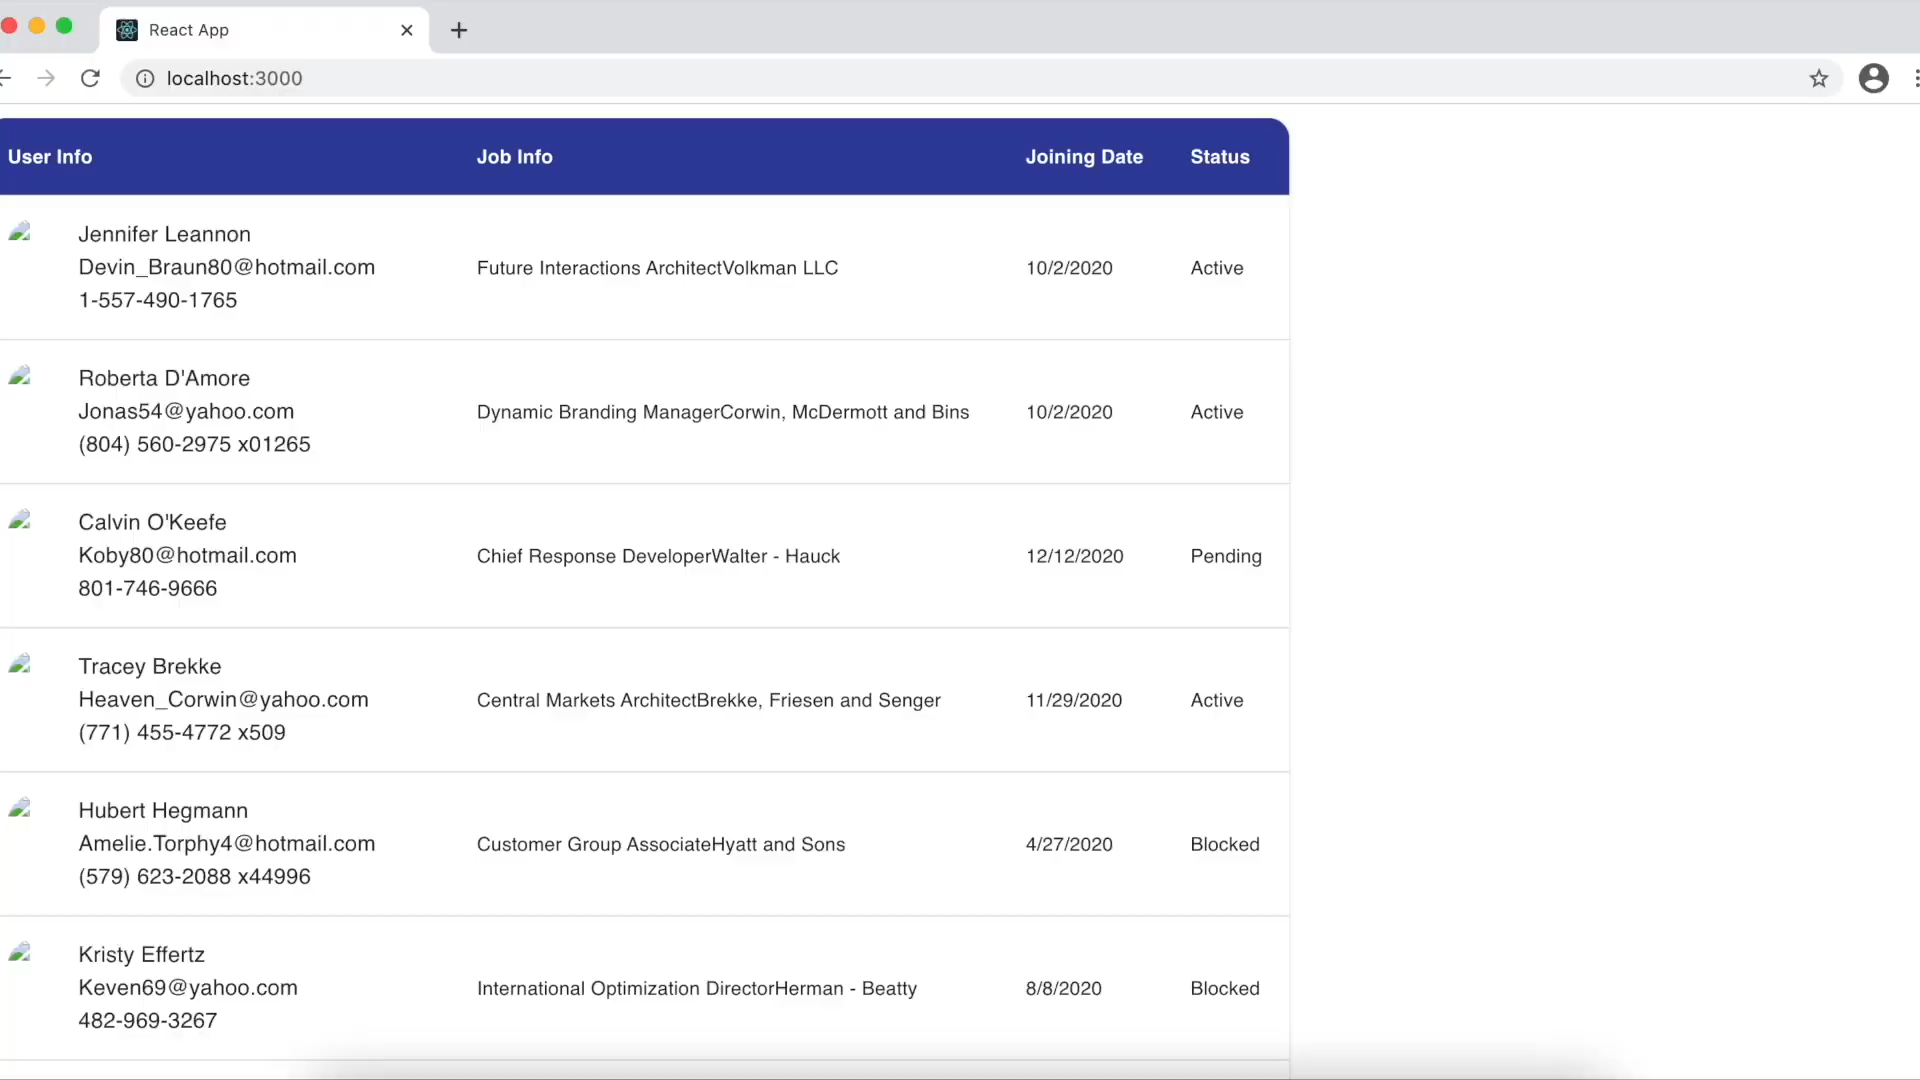 React App
localhost:3000
User Info Job Info Joining Date Status
Jennifer Leannon
Devin_Braun80@hotmail.com Future Interactions ArchitectVolkman LLC 10/2/2020 Active
1-557-490-1765
Roberta D'Amore
Jonas54@yahoo.com Dynamic Branding ManagerCorwin, McDermott and Bins 10/2/2020 Active
(804) 560-2975 x01265
Calvin O'Keefe
Koby80@hotmail.com Chief Response DeveloperWalter - Hauck 12/12/2020 Pending
801-746-9666
Tracey Brekke
Heaven_Corwin@yahoo.com Central Markets ArchitectBrekke, Friesen and Senger 11/29/2020 Active
(771) 455-4772 x509
Hubert Hegmann
Amelie.Torphy4@hotmail.com Customer Group AssociateHyatt and Sons 4/27/2020 Blocked
(579) 623-2088 x44996
Kristy Effertz
Keven69@yahoo.com International Optimization DirectorHerman - Beatty 8/8/2020 Blocked
482-969-3267